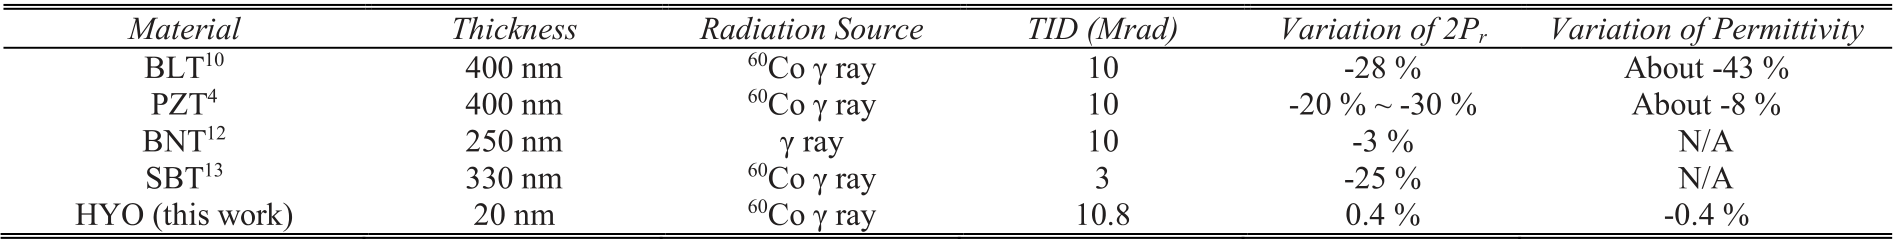 Material Thickness Radiation Source TID (Mrad) Variation of 2Pr Variation of Permittivity
BLT10 400 nm 60Co γ ray 10 -28 % About -43 %
PZT4 400 nm 60Co γ ray 10 -20 % ~ -30 % About -8 %
BNT12 250 nm γ ray 10 -3 % N/A
SBT13 330 nm 60Co γ ray 3 -25 % N/A
HYO (this work) 20 nm 60Co γ ray 10.8 0.4 % -0.4 %